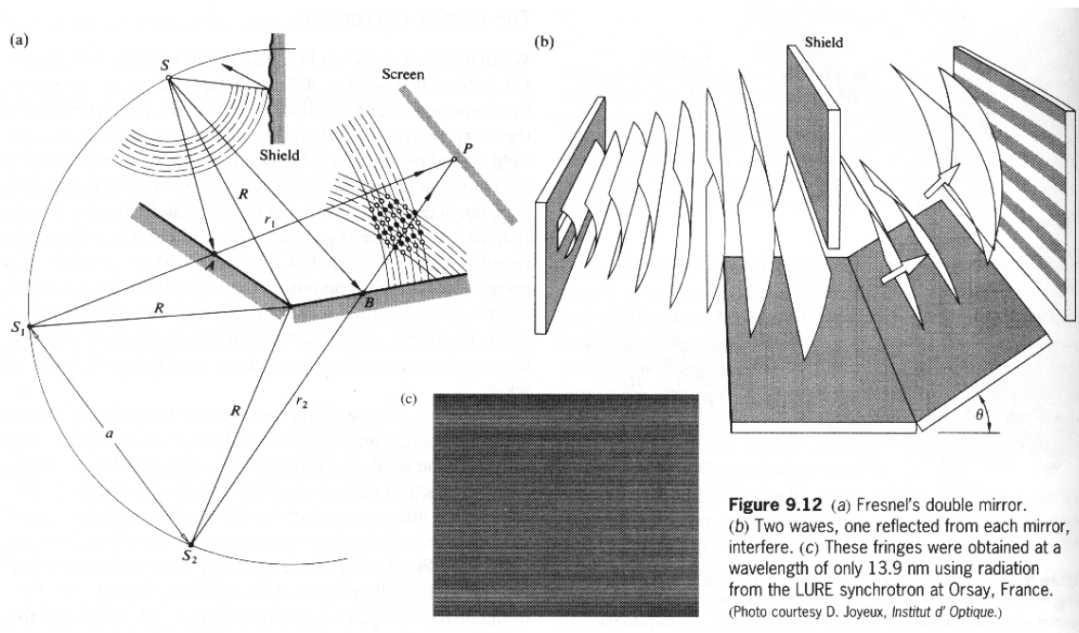 (a)
S
Shield
Screen
P
R
r1
A
B
R
S1
R
r2
a
S2
(b)
Shield
θ
(c)
Figure 9.12 (a) Fresnel's double mirror.
(b) Two waves, one reflected from each mirror,
interfere. (c) These fringes were obtained at a
wavelength of only 13.9 nm using radiation
from the LURE synchrotron at Orsay, France.
(Photo courtesy D. Joyeux, Institut d' Optique.)